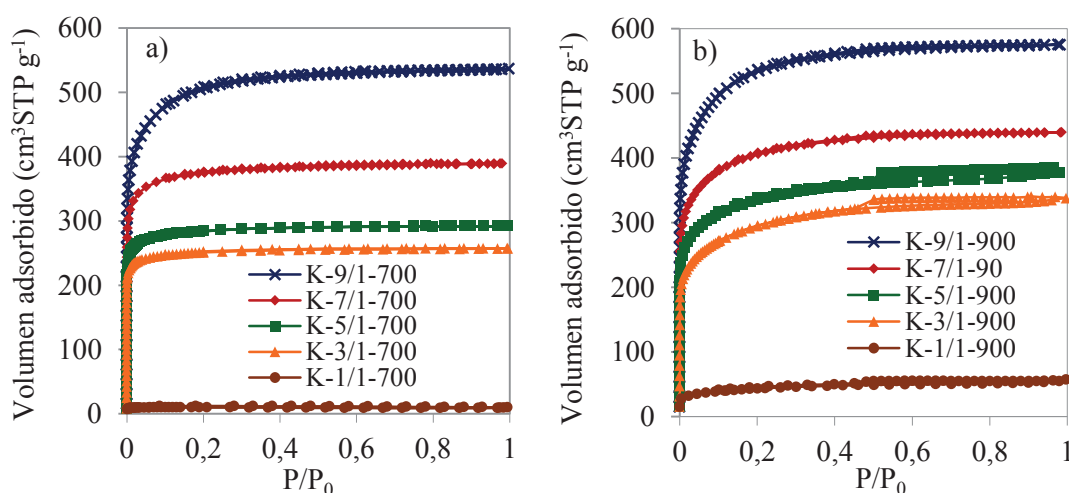 a)
Volumen adsorbido (cm³STP g⁻¹)
600
500
400
300
200
100
0
K-9/1-700
K-7/1-700
K-5/1-700
K-3/1-700
K-1/1-700
0 0,2 0,4 0,6 0,8 1
P/P₀
b)
Volumen adsorbido (cm³STP g⁻¹)
600
500
400
300
200
100
0
K-9/1-900
K-7/1-90
K-5/1-900
K-3/1-900
K-1/1-900
0 0,2 0,4 0,6 0,8 1
P/P₀